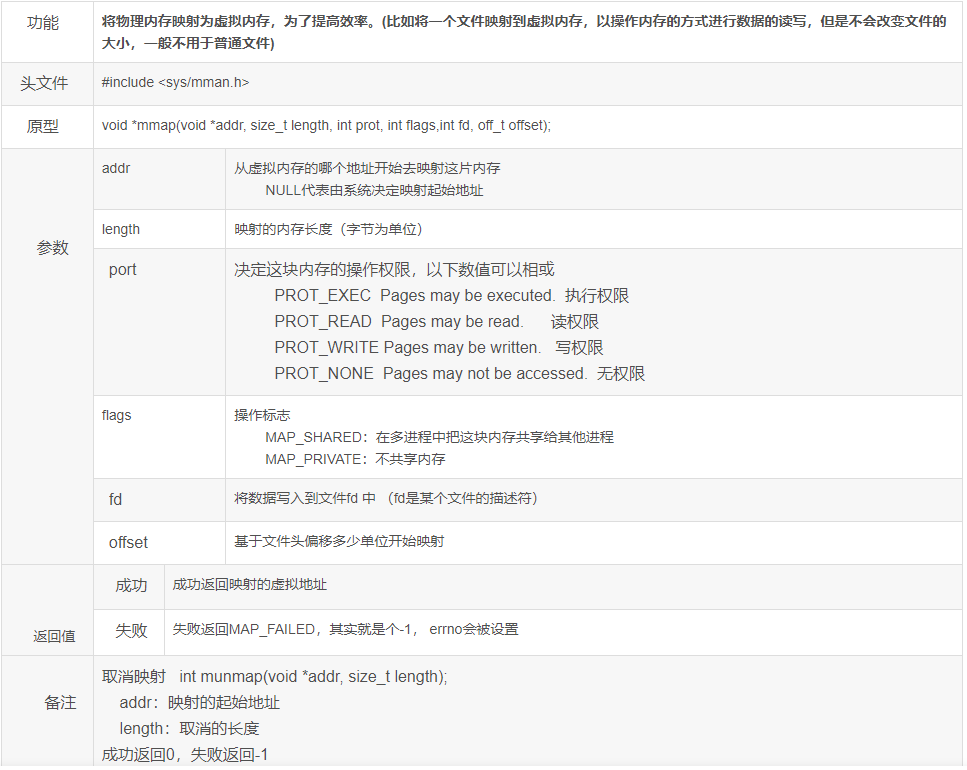 功能
将物理内存映射为虚拟内存，为了提高效率。(比如将一个文件映射到虚拟内存，以操作内存的方式进行数据的读写，但是不会改变文件的
大小，一般不用于普通文件)
头文件
#include <sys/mman.h>
原型
void *mmap(void *addr, size_t length, int prot, int flags,int fd, off_t offset);
参数
addr
从虚拟内存的哪个地址开始去映射这片内存
NULL代表由系统决定映射起始地址
length
映射的内存长度（字节为单位）
port
决定这块内存的操作权限，以下数值可以相或
PROT_EXEC Pages may be executed. 执行权限
PROT_READ Pages may be read. 读权限
PROT_WRITE Pages may be written. 写权限
PROT_NONE Pages may not be accessed. 无权限
flags
操作标志
MAP_SHARED：在多进程中把这块内存共享给其他进程
MAP_PRIVATE：不共享内存
fd
将数据写入到文件fd 中 （fd是某个文件的描述符）
offset
基于文件头偏移多少单位开始映射
返回值
成功
成功返回映射的虚拟地址
失败
失败返回MAP_FAILED，其实就是个-1， errno会被设置
备注
取消映射 int munmap(void *addr, size_t length);
addr：映射的起始地址
length：取消的长度
成功返回0，失败返回-1